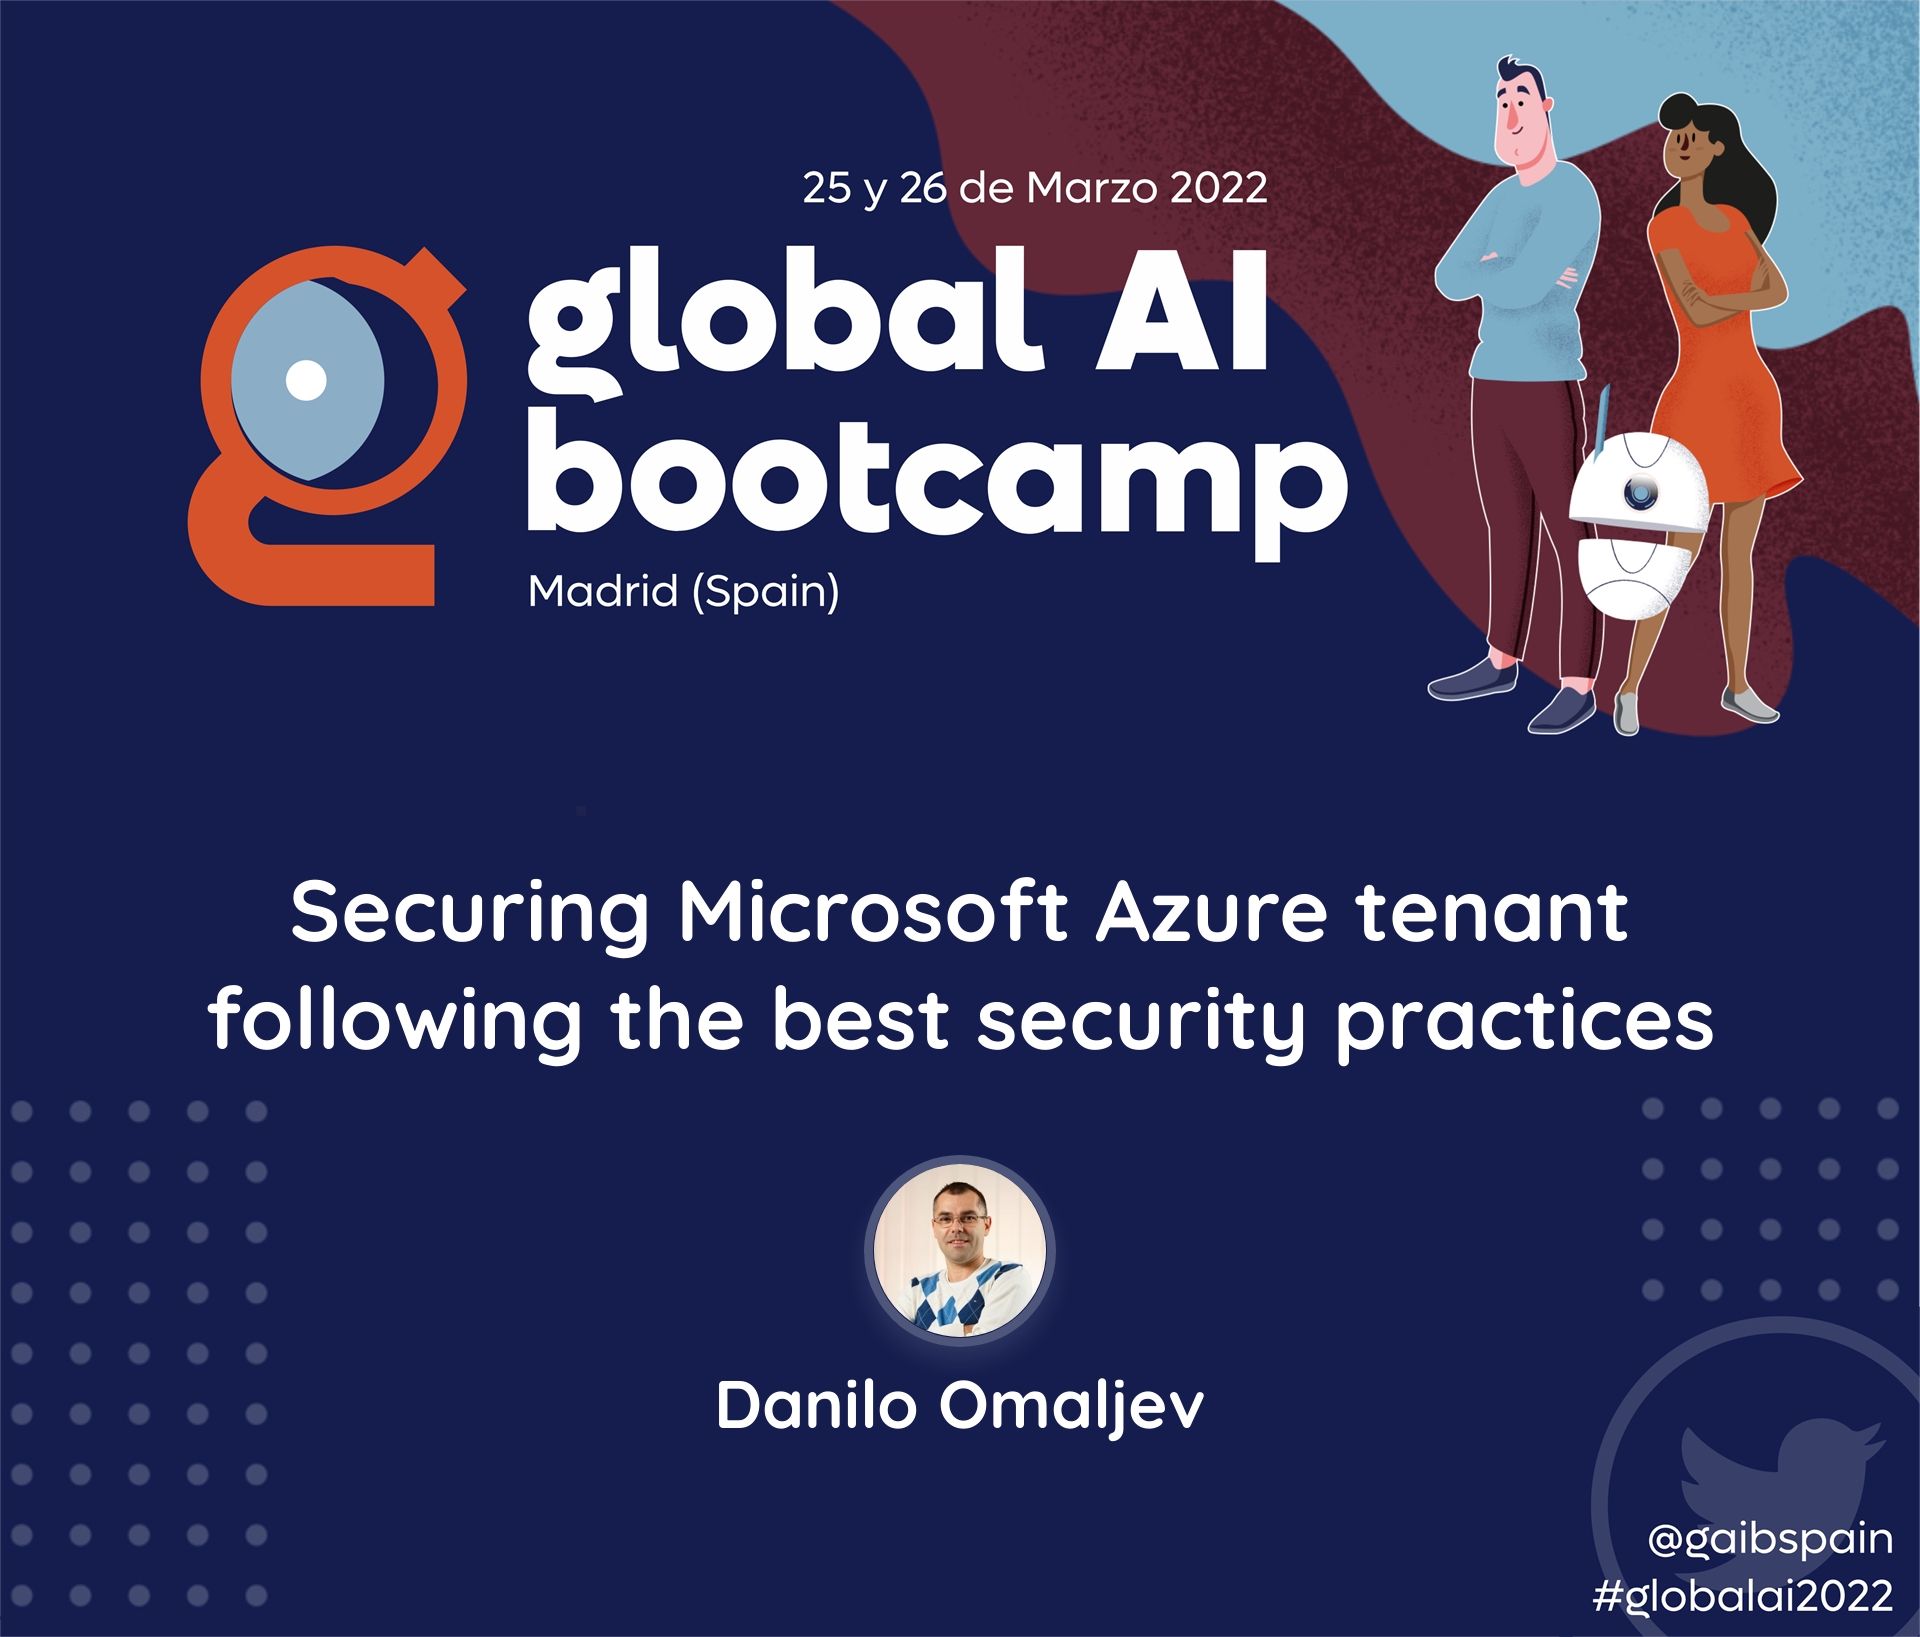 25 y 26 de Marzo 2022
global AI
bootcamp
Madrid (Spain)
Securing Microsoft Azure tenant
following the best security practices
Danilo Omaljev
@gaibspain
#globalai2022